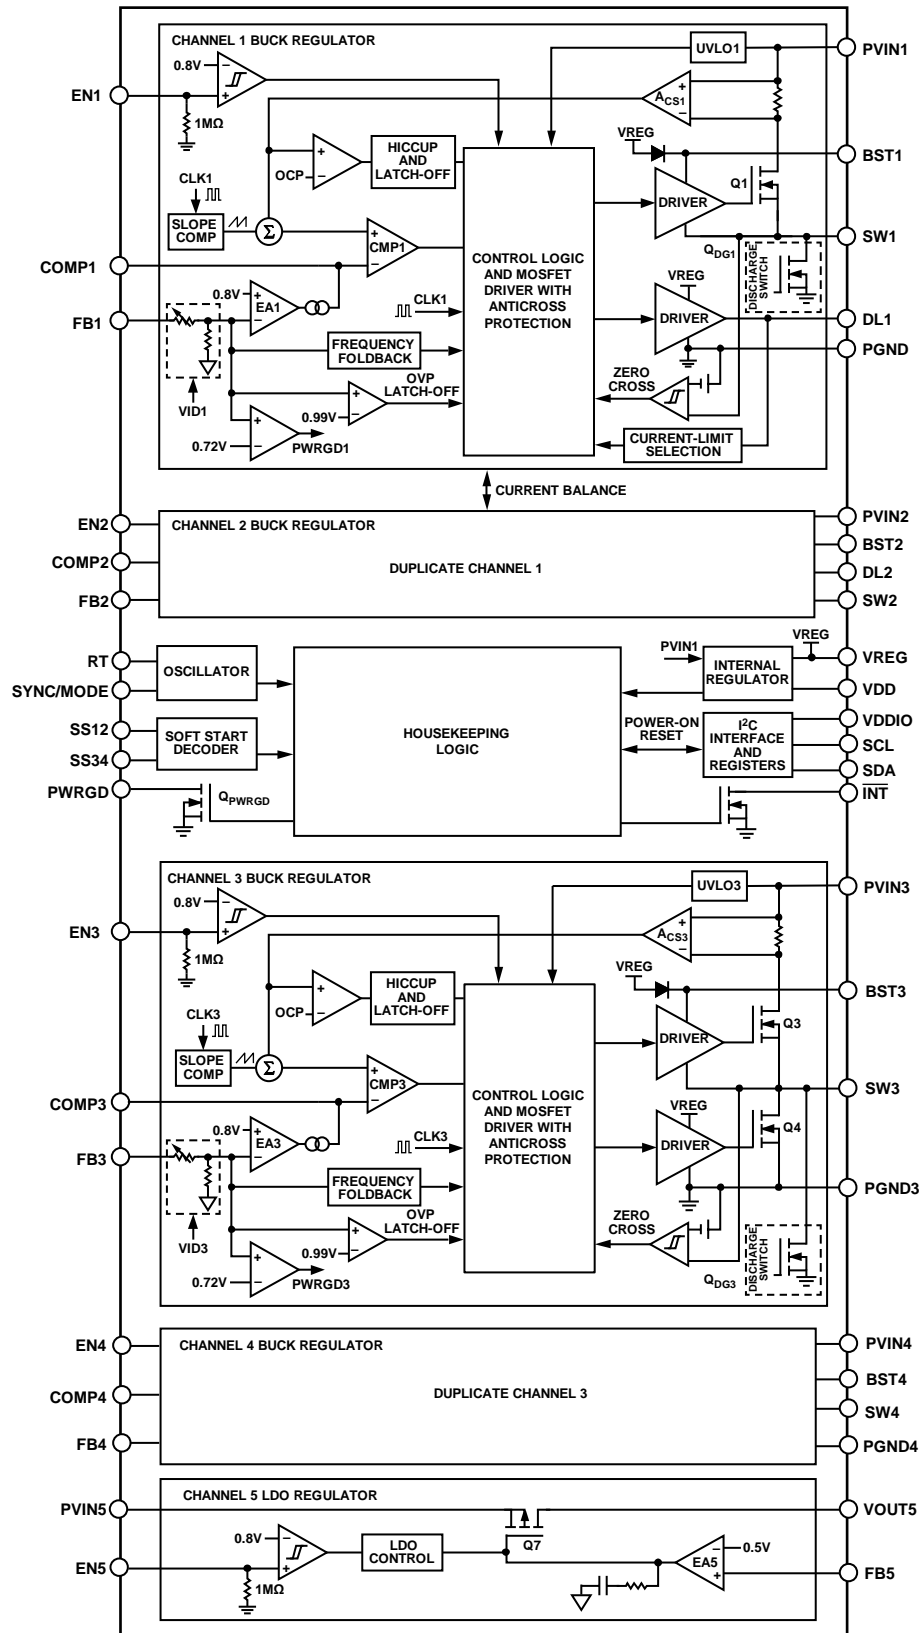 CHANNEL 1 BUCK REGULATOR
UVLO1
PVIN1
0.8V
EN1
1MΩ
ACS1
HICCUP
AND
LATCH-OFF
OCP
VREG
BST1
Q1
DRIVER
CLK1
SLOPE
COMP
Σ
CMP1
SW1
COMP1
CONTROL LOGIC
AND MOSFET
DRIVER WITH
ANTICROSS
PROTECTION
QDG1
DISCHARGE
SWITCH
0.8V
EA1
CLK1
VREG
DRIVER
DL1
FB1
PGND
FREQUENCY
FOLDBACK
VID1
OVP
LATCH-OFF
ZERO
CROSS
0.99V
0.72V
PWRGD1
CURRENT-LIMIT
SELECTION
CURRENT BALANCE
EN2
COMP2
FB2
CHANNEL 2 BUCK REGULATOR
DUPLICATE CHANNEL 1
PVIN2
BST2
DL2
SW2
RT
SYNC/MODE
OSCILLATOR
SS12
SS34
SOFT START
DECODER
PWRGD
QPWRGD
HOUSEKEEPING
LOGIC
PVIN1
VREG
INTERNAL
REGULATOR
VREG
VDD
POWER-ON
RESET
I2C
INTERFACE
AND
REGISTERS
VDDIO
SCL
SDA
INT
CHANNEL 3 BUCK REGULATOR
UVLO3
PVIN3
0.8V
EN3
1MΩ
ACS3
HICCUP
AND
LATCH-OFF
OCP
VREG
BST3
Q3
DRIVER
CLK3
SLOPE
COMP
Σ
CMP3
SW3
COMP3
CONTROL LOGIC
AND MOSFET
DRIVER WITH
ANTICROSS
PROTECTION
0.8V
EA3
CLK3
VREG
DRIVER
Q4
FB3
PGND3
FREQUENCY
FOLDBACK
VID3
OVP
LATCH-OFF
ZERO
CROSS
0.99V
0.72V
PWRGD3
QDG3
DISCHARGE
SWITCH
EN4
COMP4
FB4
CHANNEL 4 BUCK REGULATOR
DUPLICATE CHANNEL 3
PVIN4
BST4
SW4
PGND4
CHANNEL 5 LDO REGULATOR
PVIN5
VOUT5
Q7
0.8V
EN5
1MΩ
LDO
CONTROL
EA5
0.5V
FB5